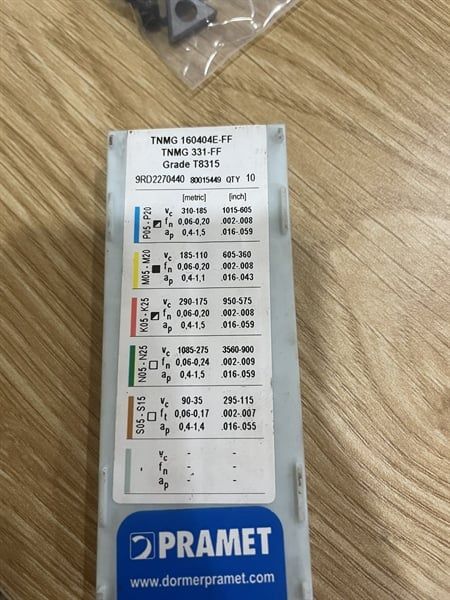 TNMG 160404E-FF
TNMG 331-FF
Grade T8315
9RD2270440 80015449 QTY 10
[metric] [inch]
P05-P20
vc 310-185 1015-605
fn 0,06-0,20 .002-.008
ap 0,4-1,5 .016-.059
M05-M20
vc 185-110 605-360
fn 0,06-0,20 .002-.008
ap 0,4-1,1 .016-.043
K05-K25
vc 290-175 950-575
fn 0,06-0,20 .002-.008
ap 0,4-1,5 .016-.059
N05-N25
vc 1085-275 3560-900
fn 0,06-0,24 .002-.009
ap 0,4-1,5 .016-.059
S05-S15
vc 90-35 295-115
ft 0,06-0,17 .002-.007
ap 0,4-1,4 .016-.055
-
vc - -
fn - -
ap - -
PRAMET
www.dormerpramet.com